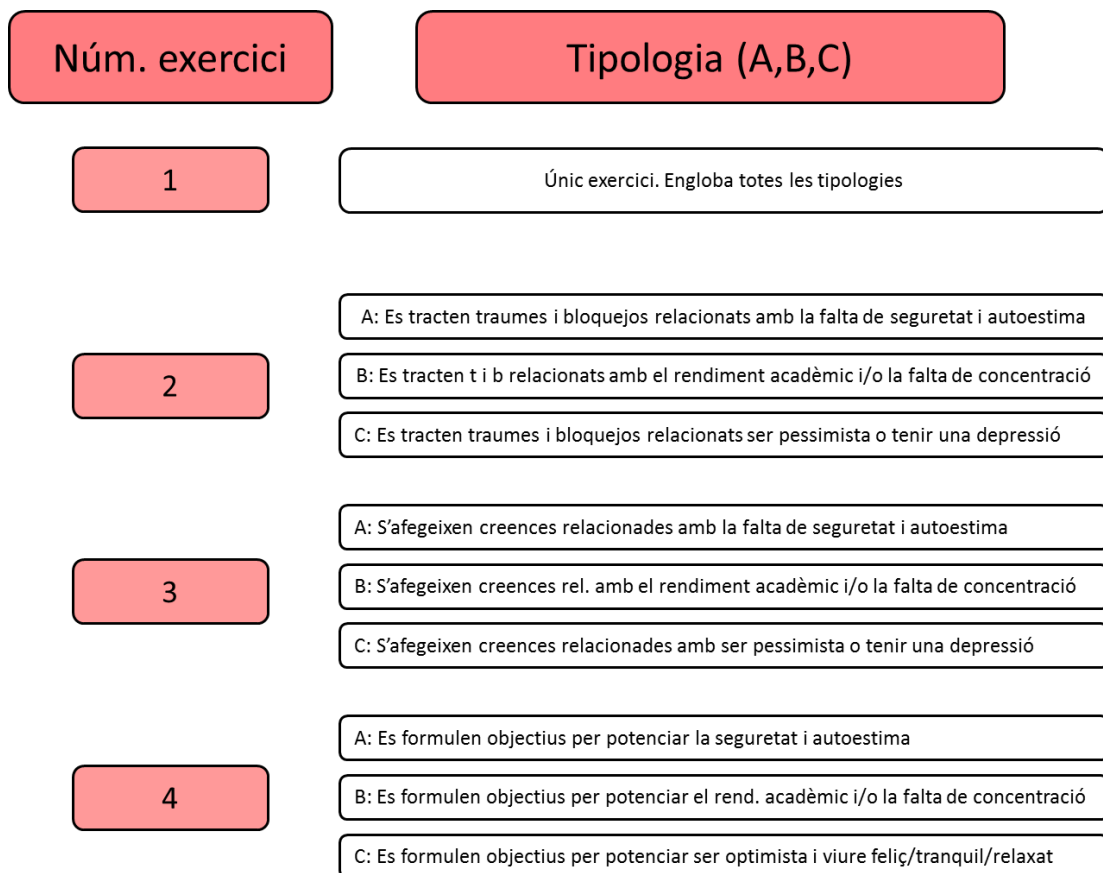 Núm. exercici
Tipologia (A,B,C)
1
Únic exercici. Engloba totes les tipologies
2
A: Es tracten traumes i bloquejos relacionats amb la falta de seguretat i autoestima
B: Es tracten t i b relacionats amb el rendiment acadèmic i/o la falta de concentració
C: Es tracten traumes i bloquejos relacionats ser pessimista o tenir una depressió
3
A: S’afegeixen creences relacionades amb la falta de seguretat i autoestima
B: S’afegeixen creences rel. amb el rendiment acadèmic i/o la falta de concentració
C: S’afegeixen creences relacionades amb ser pessimista o tenir una depressió
4
A: Es formulen objectius per potenciar la seguretat i autoestima
B: Es formulen objectius per potenciar el rend. acadèmic i/o la falta de concentració
C: Es formulen objectius per potenciar ser optimista i viure feliç/tranquil/relaxat